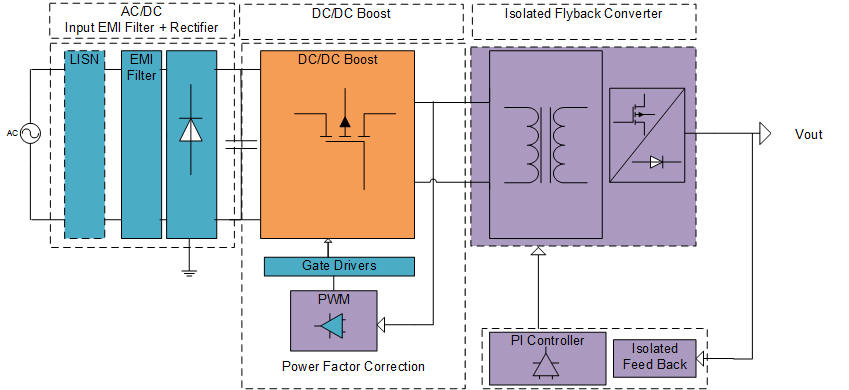 AC/DC
Input EMI Filter + Rectifier
DC/DC Boost
Isolated Flyback Converter
LISN
EMI
Filter
DC/DC Boost
AC
Vout
Gate Drivers
PWM
Power Factor Correction
PI Controller
Isolated
Feed Back